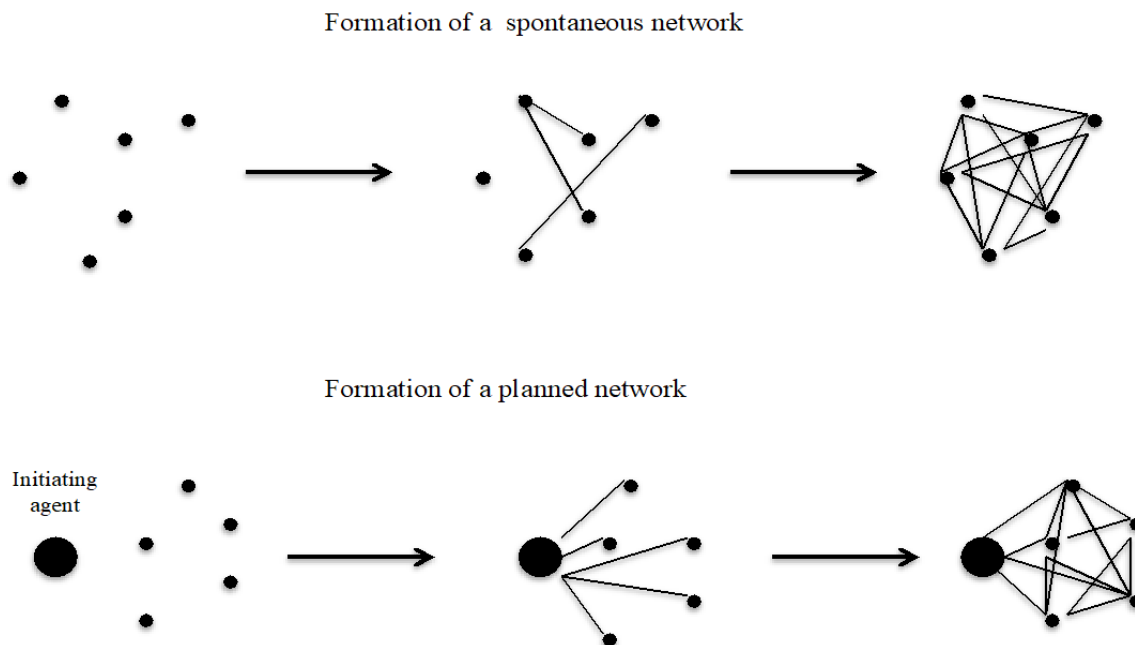 Formation of a spontaneous network
Formation of a planned network
Initiating
agent